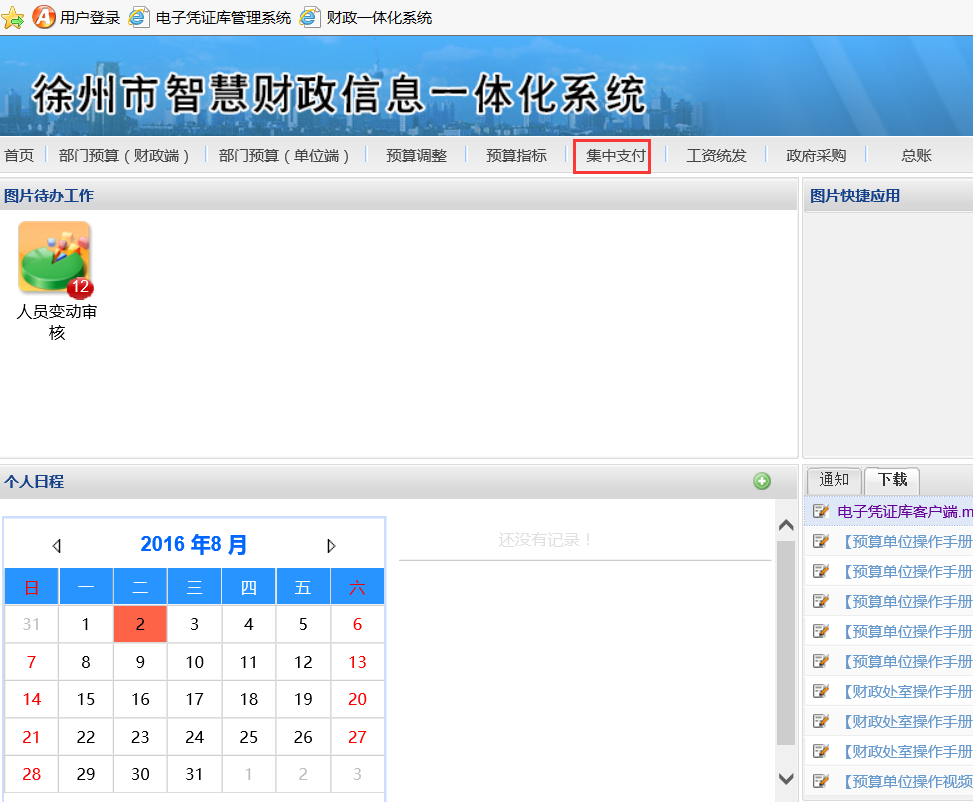 用户登录 电子凭证库管理系统 财政一体化系统
徐州市智慧财政信息一体化系统
首页 部门预算（财政端） 部门预算（单位端） 预算调整 预算指标 集中支付 工资统发 政府采购 总账
图片待办工作 图片快捷应用
12
人员变动审
核
个人日程 通知 下载
2016 年8 月
日 一 二 三 四 五 六
31 1 2 3 4 5 6
7 8 9 10 11 12 13
14 15 16 17 18 19 20
21 22 23 24 25 26 27
28 29 30 31 1 2 3
还没有记录！
电子凭证库客户端.m
【预算单位操作手册
【预算单位操作手册
【预算单位操作手册
【预算单位操作手册
【预算单位操作手册
【财政处室操作手册
【财政处室操作手册
【财政处室操作手册
【预算单位操作视频